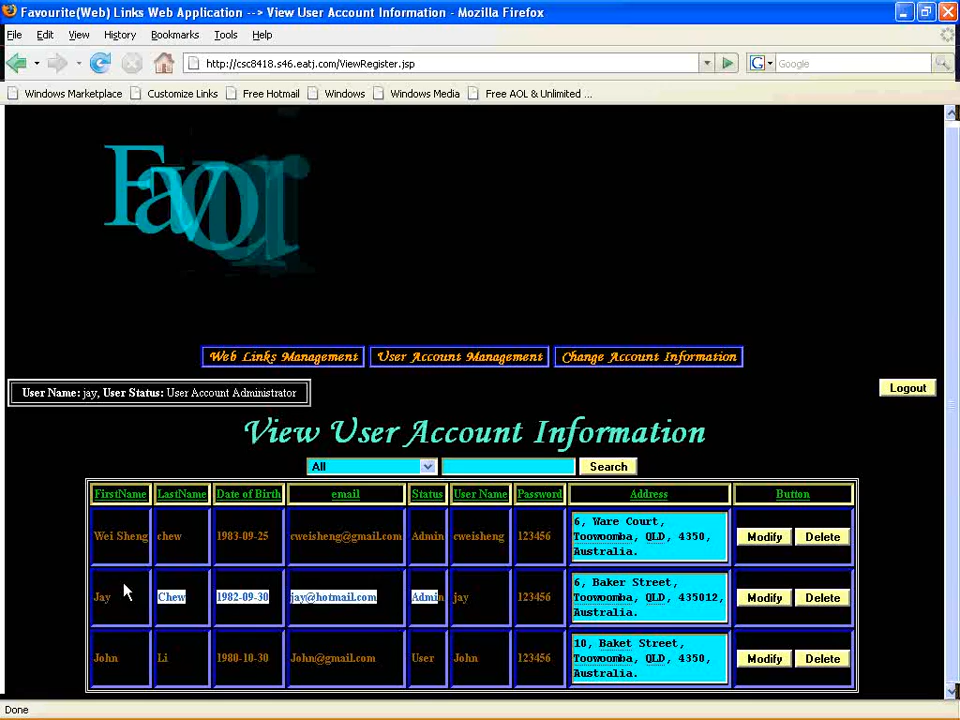 Favourite(Web) Links Web Application --> View User Account Information - Mozilla Firefox
File Edit View History Bookmarks Tools Help
http://csc8418.s46.eatj.com/ViewRegister.jsp
G Google
Windows Marketplace Customize Links Free Hotmail Windows Windows Media Free AOL & Unlimited ...
Favour
Web Links Management User Account Management Change Account Information
User Name: jay, User Status: User Account Administrator
Logout
View User Account Information
All Search
FirstName LastName Date of Birth email Status User Name Password Address Button
Wei Sheng chew 1983-09-25 cweisheng@gmail.com Admin cweisheng 123456 6, Ware Court,
Toowoomba, QLD, 4350,
Australia. Modify Delete
Jay Chew 1982-09-30 jay@hotmail.com Admin jay 123456 6, Baker Street,
Toowoomba, QLD, 435012,
Australia. Modify Delete
John Li 1980-10-30 John@gmail.com User John 123456 10, Baket Street,
Toowoomba, QLD, 4350,
Australia. Modify Delete
Done